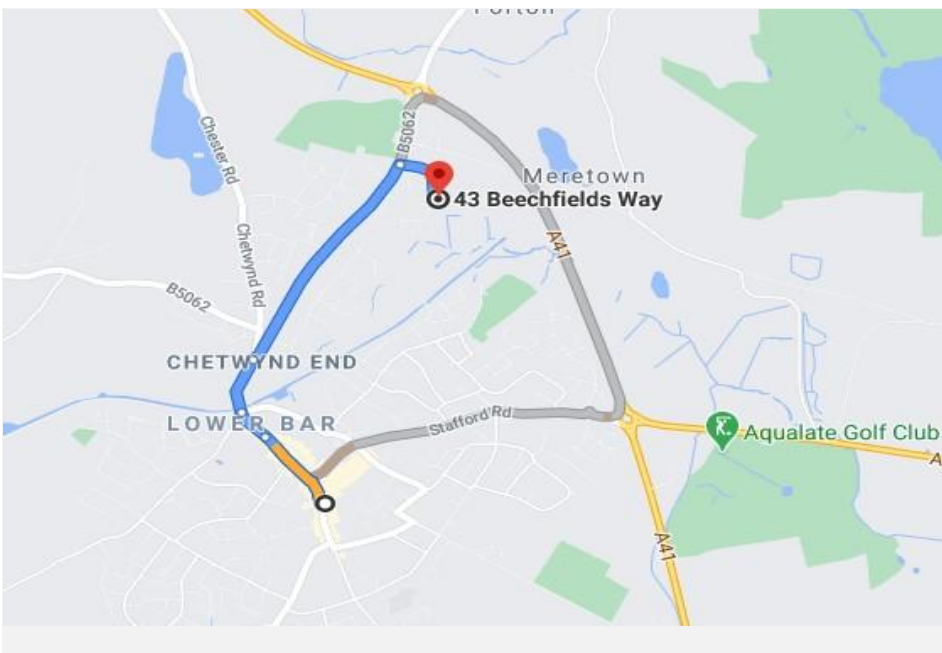 B5062
Chester Rd
Meretown
43 Beechfields Way
A41
Chetwynd Rd
B5062
CHETWYND END
LOWER BAR
Stafford Rd
Aqualate Golf Club
A41